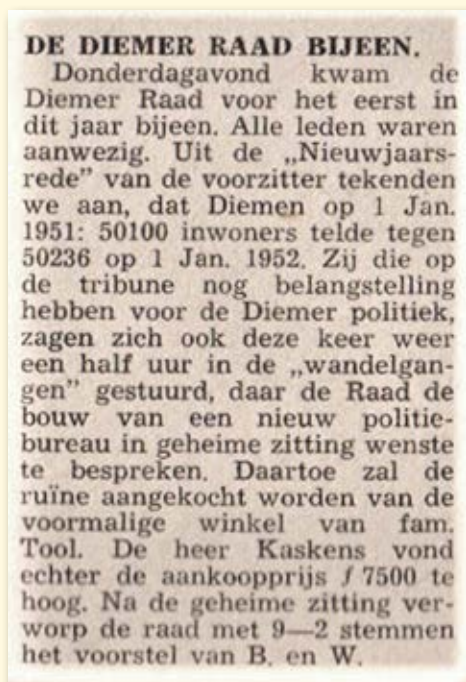 DE DIEMER RAAD BIJEEN.
Donderdagavond kwam de
Diemer Raad voor het eerst in
dit jaar bijeen. Alle leden waren
aanwezig. Uit de „Nieuwjaars-
rede” van de voorzitter tekenden
we aan, dat Diemen op 1 Jan.
1951: 50100 inwoners telde tegen
50236 op 1 Jan. 1952. Zij die op
de tribune nog belangstelling
hebben voor de Diemer politiek,
zagen zich ook deze keer weer
een half uur in de „wandelgan-
gen” gestuurd, daar de Raad de
bouw van een nieuw politie-
bureau in geheime zitting wenste
te bespreken. Daartoe zal de
ruïne aangekocht worden van de
voormalige winkel van fam.
Tool. De heer Kaskens vond
echter de aankoopprijs ƒ 7500 te
hoog. Na de geheime zitting ver-
worp de raad met 9—2 stemmen
het voorstel van B. en W.